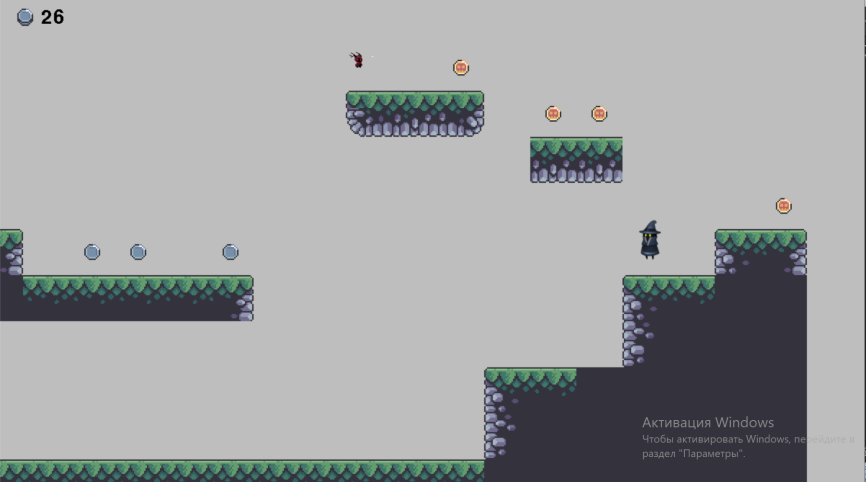 26
Активация Windows
Чтобы активировать Windows, перейдите в
раздел "Параметры".